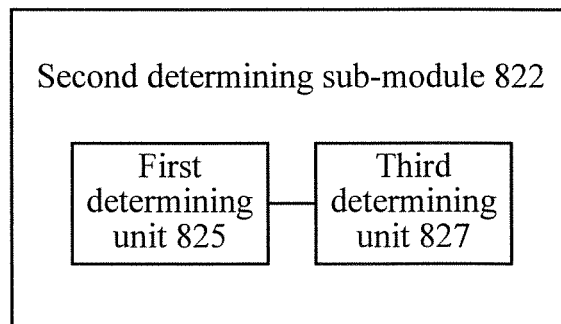 Second determining sub-module 822
First
determining
unit 825
Third
determining
unit 827